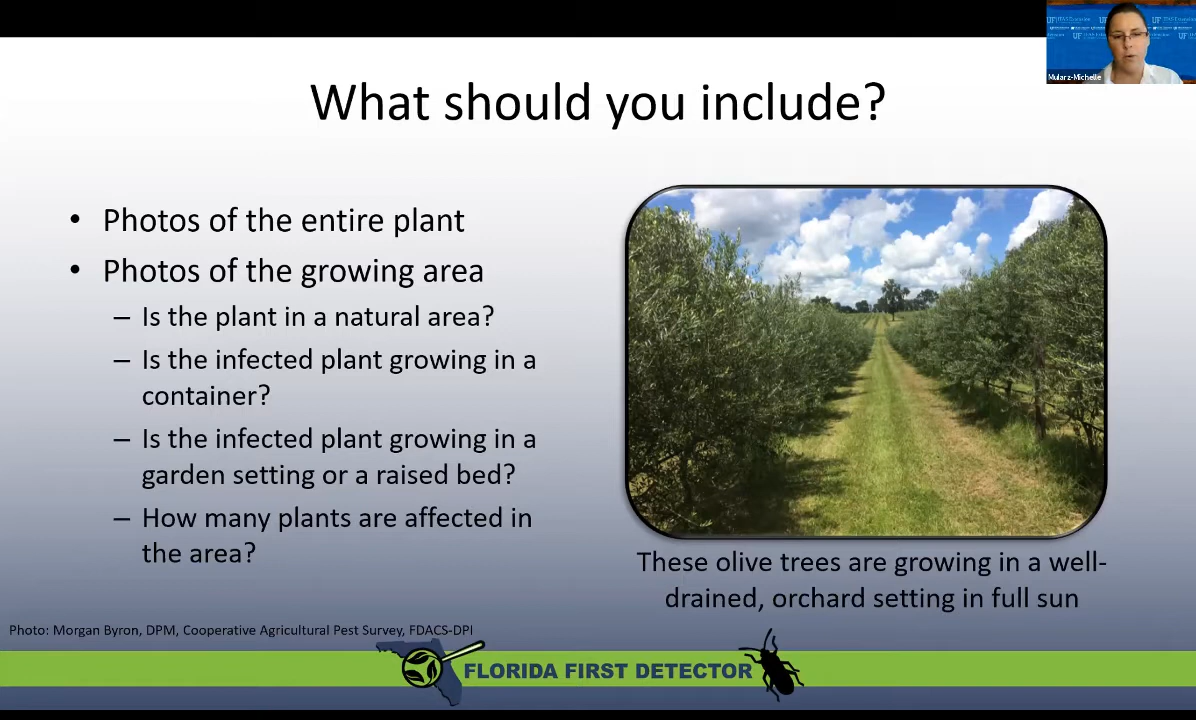 What should you include?
• Photos of the entire plant
• Photos of the growing area
– Is the plant in a natural area?
– Is the infected plant growing in a
container?
– Is the infected plant growing in a
garden setting or a raised bed?
– How many plants are affected in
the area?
These olive trees are growing in a well-
drained, orchard setting in full sun
Photo: Morgan Byron, DPM, Cooperative Agricultural Pest Survey, FDACS-DPI
FLORIDA FIRST DETECTOR
Mularz-Michelle